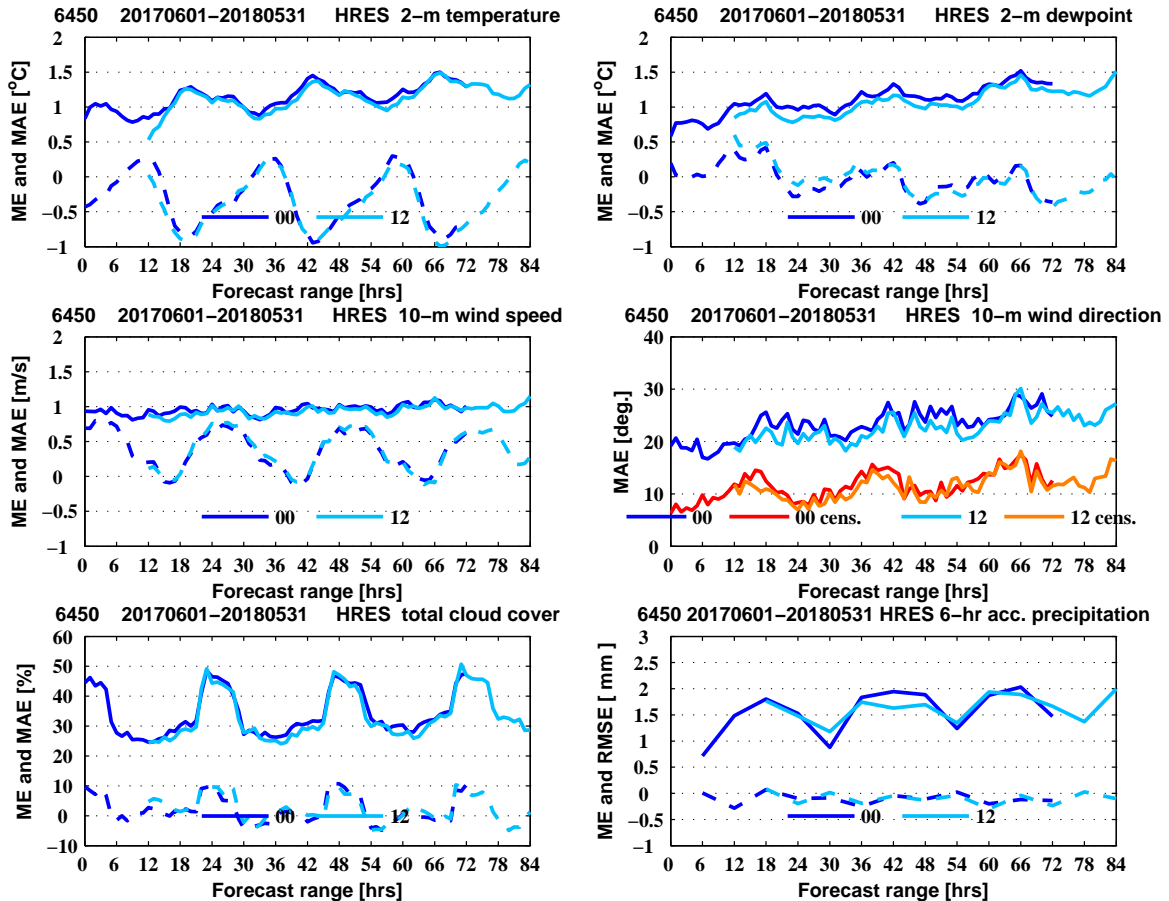 6450 20170601−20180531 HRES 2−m temperature
ME and MAE [°C]
2
1.5
1
0.5
0
−0.5
−1
00 12
0 6 12 18 24 30 36 42 48 54 60 66 72 78 84
Forecast range [hrs]
6450 20170601−20180531 HRES 2−m dewpoint
ME and MAE [°C]
2
1.5
1
0.5
0
−0.5
−1
00 12
0 6 12 18 24 30 36 42 48 54 60 66 72 78 84
Forecast range [hrs]
6450 20170601−20180531 HRES 10−m wind speed
ME and MAE [m/s]
2
1.5
1
0.5
0
−0.5
−1
00 12
0 6 12 18 24 30 36 42 48 54 60 66 72 78 84
Forecast range [hrs]
6450 20170601−20180531 HRES 10−m wind direction
MAE [deg.]
40
30
20
10
0
00 00 cens. 12 12 cens.
0 6 12 18 24 30 36 42 48 54 60 66 72 78 84
Forecast range [hrs]
6450 20170601−20180531 HRES total cloud cover
ME and MAE [%]
60
50
40
30
20
10
0
−10
00 12
0 6 12 18 24 30 36 42 48 54 60 66 72 78 84
Forecast range [hrs]
6450 20170601−20180531 HRES 6−hr acc. precipitation
ME and RMSE [ mm ]
3
2.5
2
1.5
1
0.5
0
−0.5
−1
00 12
0 6 12 18 24 30 36 42 48 54 60 66 72 78 84
Forecast range [hrs]